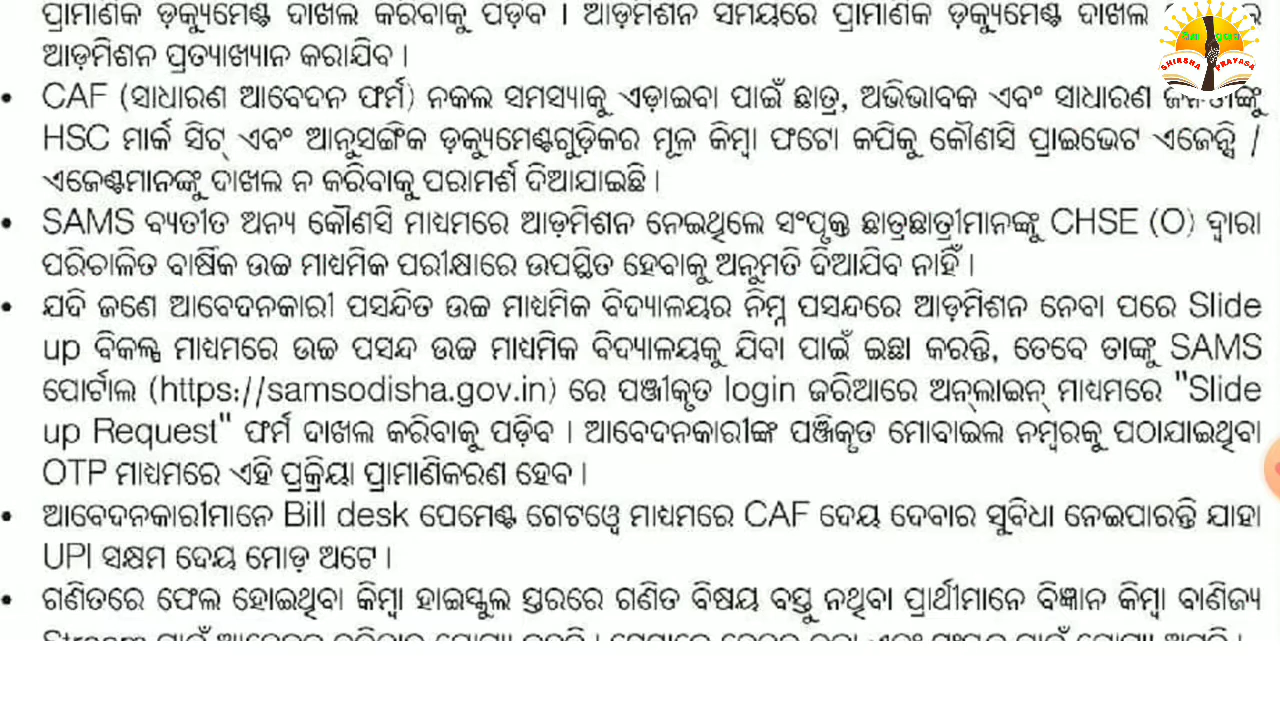 ପ୍ରାମାଣିକ ଡ଼କ୍ୟୁମେଣ୍ଟ ଦାଖଲ କରିବାକୁ ପଡ଼ିବ । ଆଡ଼ମିଶନ ସମୟରେ ପ୍ରାମାଣିକ ଡ଼କ୍ୟୁମେଣ୍ଟ ଦାଖଲ
ଆଡ଼ମିଶନ ପ୍ରତ୍ୟାଖ୍ୟାନ କରାଯିବ ।
SHIKSHA PRAYASA
• CAF (ସାଧାରଣ ଆବେଦନ ଫର୍ମ) ନକଲ ସମସ୍ୟାକୁ ଏଡ଼ାଇବା ପାଇଁ ଛାତ୍ର, ଅଭିଭାବକ ଏବଂ ସାଧାରଣ
HSC ମାର୍କ ସିଟ୍ ଏବଂ ଆନୁସଙ୍ଗିକ ଡ଼କ୍ୟୁମେଣ୍ଟଗୁଡ଼ିକର ମୂଳ କିମ୍ବା ଫଟୋ କପିକୁ କୌଣସି ପ୍ରାଇଭେଟ ଏଜେନ୍ସି /
ଏଜେଣ୍ଟମାନଙ୍କୁ ଦାଖଲ ନ କରିବାକୁ ପରାମର୍ଶ ଦିଆଯାଇଛି ।
• SAMS ବ୍ୟତୀତ ଅନ୍ୟ କୌଣସି ମାଧ୍ୟମରେ ଆଡ଼ମିଶନ ନେଇଥିଲେ ସଂପୃକ୍ତ ଛାତ୍ରଛାତ୍ରୀମାନଙ୍କୁ CHSE (O) ଦ୍ୱାରା
ପରିଚାଳିତ ବାର୍ଷିକ ଉଚ୍ଚ ମାଧ୍ୟମିକ ପରୀକ୍ଷାରେ ଉପସ୍ଥିତ ହେବାକୁ ଅନୁମତି ଦିଆଯିବ ନାହିଁ ।
• ଯଦି ଜଣେ ଆବେଦନକାରୀ ପସନ୍ଦିତ ଉଚ୍ଚ ମାଧ୍ୟମିକ ବିଦ୍ୟାଳୟର ନିମ୍ନ ପସନ୍ଦରେ ଆଡ଼ମିଶନ ନେବା ପରେ Slide
up ବିକଳ୍ପ ମାଧ୍ୟମରେ ଉଚ୍ଚ ପସନ୍ଦ ଉଚ୍ଚ ମାଧ୍ୟମିକ ବିଦ୍ୟାଳୟକୁ ଯିବା ପାଇଁ ଇଛା କରନ୍ତି, ତେବେ ତାଙ୍କୁ SAMS
ପୋର୍ଟାଲ (https://samsodisha.gov.in) ରେ ପଞ୍ଜୀକୃତ login ଜରିଆରେ ଅନ୍‌ଲାଇନ୍ ମାଧ୍ୟମରେ "Slide
up Request" ଫର୍ମ ଦାଖଲ କରିବାକୁ ପଡ଼ିବ । ଆବେଦନକାରୀଙ୍କ ପଞ୍ଜିକୃତ ମୋବାଇଲ ନମ୍ବରକୁ ପଠାଯାଇଥିବା
OTP ମାଧ୍ୟମରେ ଏହି ପ୍ରକ୍ରିୟା ପ୍ରାମାଣିକରଣ ହେବ ।
• ଆବେଦନକାରୀମାନେ Bill desk ପେମେଣ୍ଟ ଗେଟୱେ ମାଧ୍ୟମରେ CAF ଦେୟ ଦେବାର ସୁବିଧା ନେଇପାରନ୍ତି ଯାହା
UPI ସକ୍ଷମ ଦେୟ ମୋଡ଼ ଅଟେ ।
• ଗଣିତରେ ଫେଲ ହୋଇଥିବା କିମ୍ବା ହାଇସ୍କୁଲ ସ୍ତରରେ ଗଣିତ ବିଷୟ ବସ୍ତୁ ନଥିବା ପ୍ରାର୍ଥୀମାନେ ବିଜ୍ଞାନ କିମ୍ବା ବାଣିଜ୍ୟ